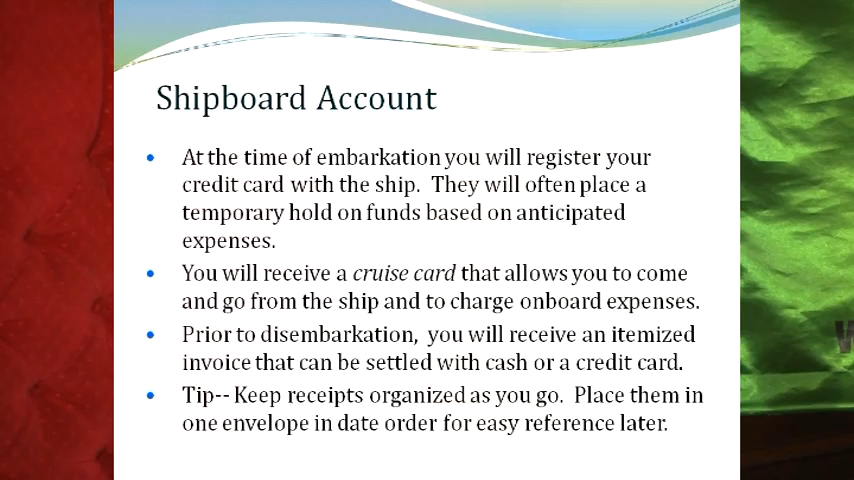 Shipboard Account
• At the time of embarkation you will register your
credit card with the ship. They will often place a
temporary hold on funds based on anticipated
expenses.
• You will receive a cruise card that allows you to come
and go from the ship and to charge onboard expenses.
• Prior to disembarkation, you will receive an itemized
invoice that can be settled with cash or a credit card.
• Tip-- Keep receipts organized as you go. Place them in
one envelope in date order for easy reference later.